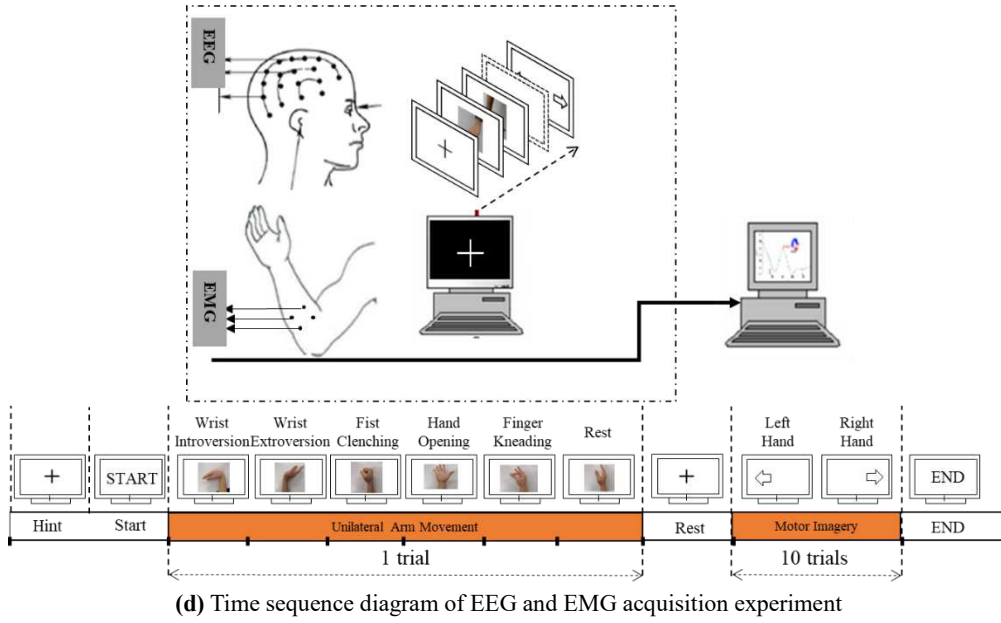 EEG
EMG
Wrist Introversion
Wrist Extroversion
Fist Clenching
Hand Opening
Finger Kneading
Rest
Left Hand
Right Hand
START
END
Hint
Start
Unilateral Arm Movement
Rest
Motor Imagery
END
1 trial
10 trials
(d) Time sequence diagram of EEG and EMG acquisition experiment